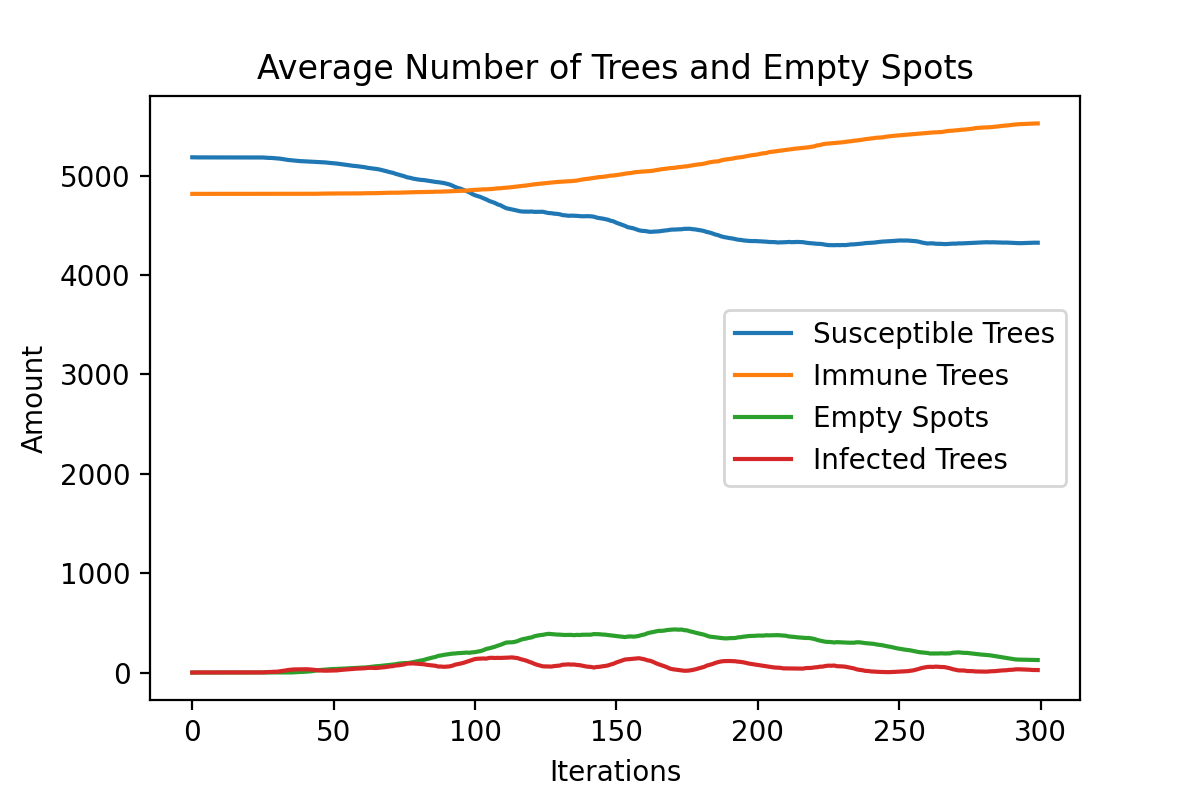 Average Number of Trees and Empty Spots
Amount
5000
4000
3000
2000
1000
0
Susceptible Trees
Immune Trees
Empty Spots
Infected Trees
0 50 100 150 200 250 300
Iterations